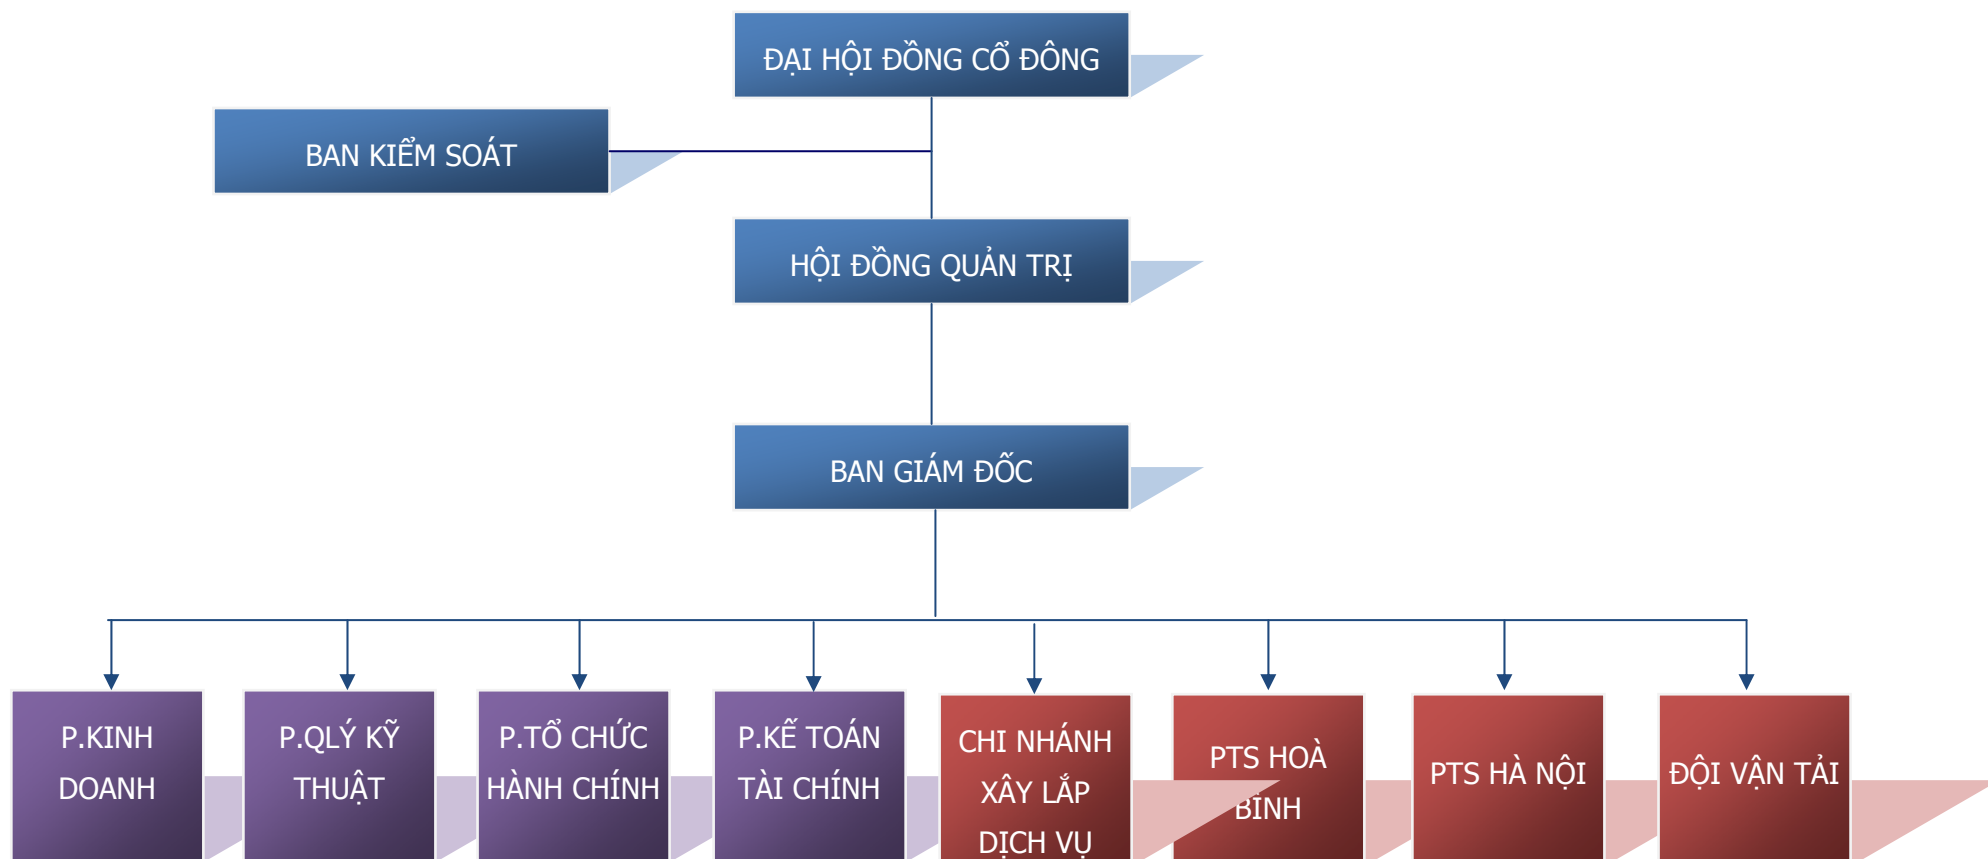 ĐẠI HỘI ĐỒNG CỔ ĐÔNG
BAN KIỂM SOÁT
HỘI ĐỒNG QUẢN TRỊ
BAN GIÁM ĐỐC
P.KINH
DOANH
P.QLÝ KỸ
THUẬT
P.TỔ CHỨC
HÀNH CHÍNH
P.KẾ TOÁN
TÀI CHÍNH
CHI NHÁNH
XÂY LẮP
DỊCH VỤ
PTS HOÀ
BÌNH
PTS HÀ NỘI
ĐỘI VẬN TẢI